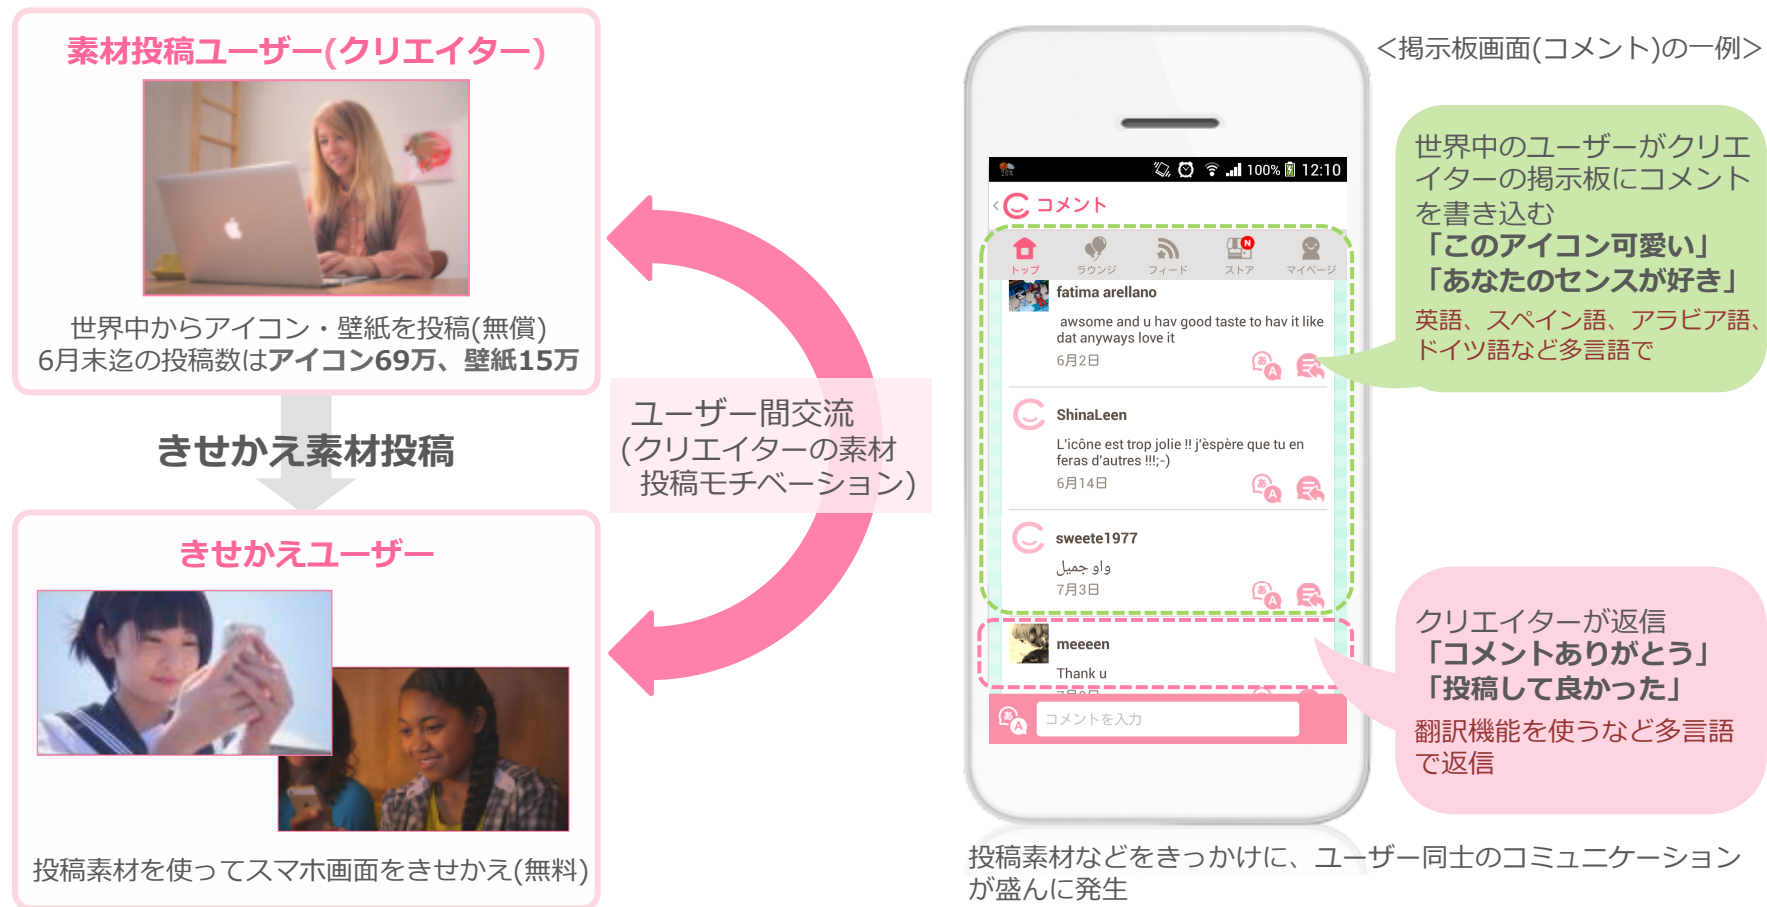 素材投稿ユーザー(クリエイター)
世界中からアイコン・壁紙を投稿(無償)
6月末迄の投稿数はアイコン69万、壁紙15万
きせかえ素材投稿
きせかえユーザー
投稿素材を使ってスマホ画面をきせかえ(無料)
ユーザー間交流
(クリエイターの素材
投稿モチベーション)
<掲示板画面(コメント)の一例>
100% 12:10
コメント
トップ ラウンジ フィード ストア マイページ
N
fatima arellano
awsome and u hav good taste to hav it like
dat anyways love it
6月2日
あA
ShinaLeen
L'icône est trop jolie !! j'èspère que tu en
feras d'autres !!!;-)
6月14日
あA
sweete1977
واو جميل
7月3日
あA
meeeen
Thank u
あA
コメントを入力
世界中のユーザーがクリエ
イターの掲示板にコメント
を書き込む
「このアイコン可愛い」
「あなたのセンスが好き」
英語、スペイン語、アラビア語、
ドイツ語など多言語で
クリエイターが返信
「コメントありがとう」
「投稿して良かった」
翻訳機能を使うなど多言語
で返信
投稿素材などをきっかけに、ユーザー同士のコミュニケーション
が盛んに発生